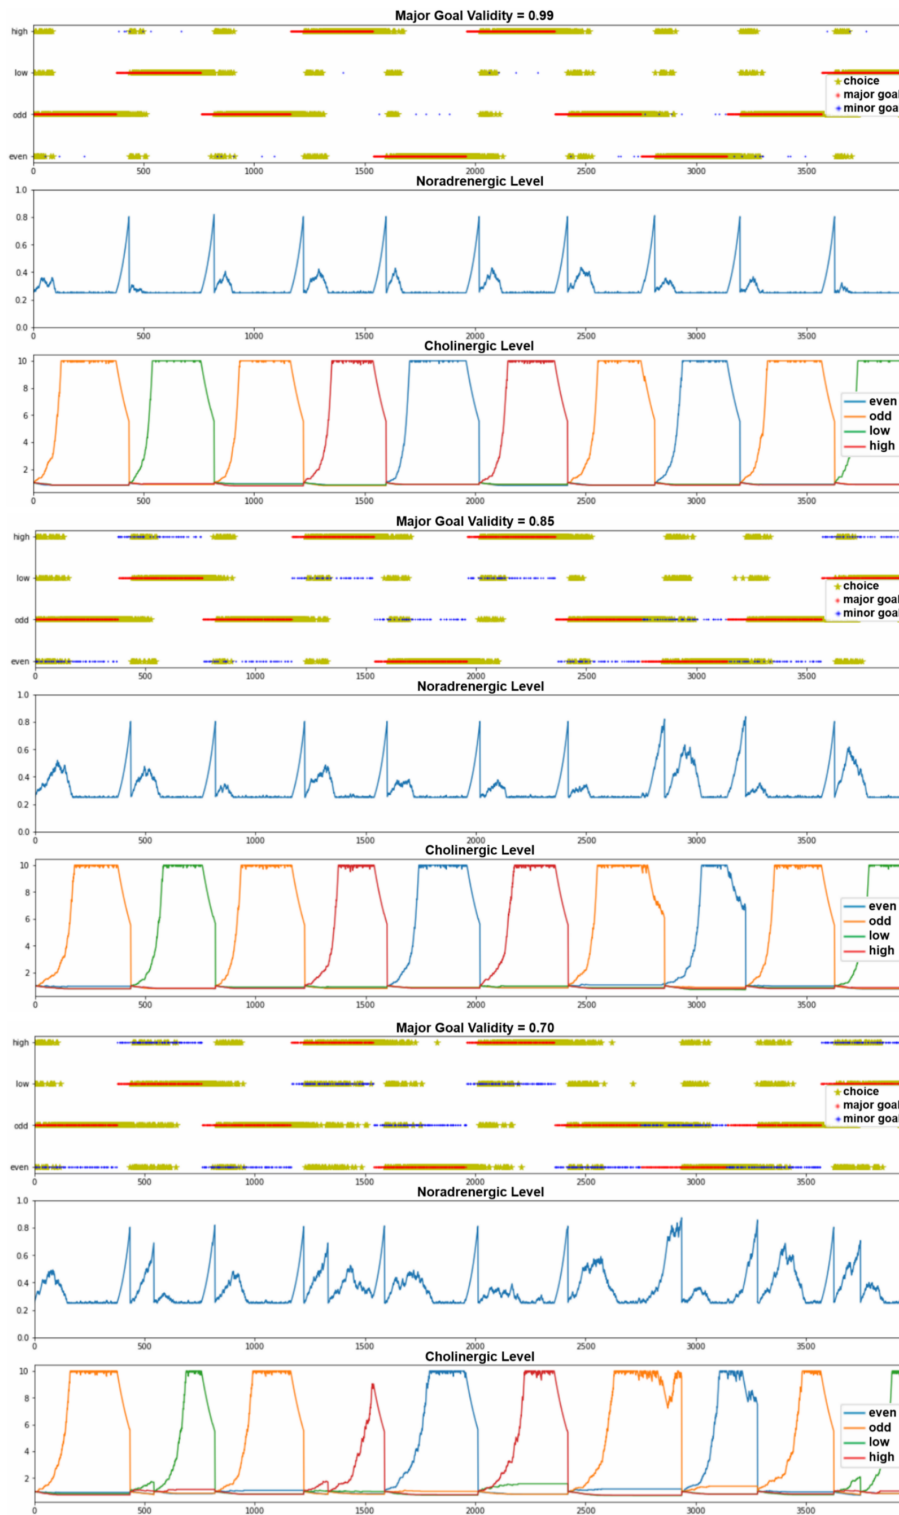 Major Goal Validity = 0.99
high
low
odd
even
choice
major goal
minor goal
0 500 1000 1500 2000 2500 3000 3500
Noradrenergic Level
1.0
0.8
0.6
0.4
0.2
0.0
0 500 1000 1500 2000 2500 3000 3500
Cholinergic Level
10
8
6
4
2
even
odd
low
high
0 500 1000 1500 2000 2500 3000 3500
Major Goal Validity = 0.85
high
low
odd
even
choice
major goal
minor goal
0 500 1000 1500 2000 2500 3000 3500
Noradrenergic Level
1.0
0.8
0.6
0.4
0.2
0.0
0 500 1000 1500 2000 2500 3000 3500
Cholinergic Level
10
8
6
4
2
even
odd
low
high
0 500 1000 1500 2000 2500 3000 3500
Major Goal Validity = 0.70
high
low
odd
even
choice
major goal
minor goal
0 500 1000 1500 2000 2500 3000 3500
Noradrenergic Level
1.0
0.8
0.6
0.4
0.2
0.0
0 500 1000 1500 2000 2500 3000 3500
Cholinergic Level
10
8
6
4
2
even
odd
low
high
0 500 1000 1500 2000 2500 3000 3500